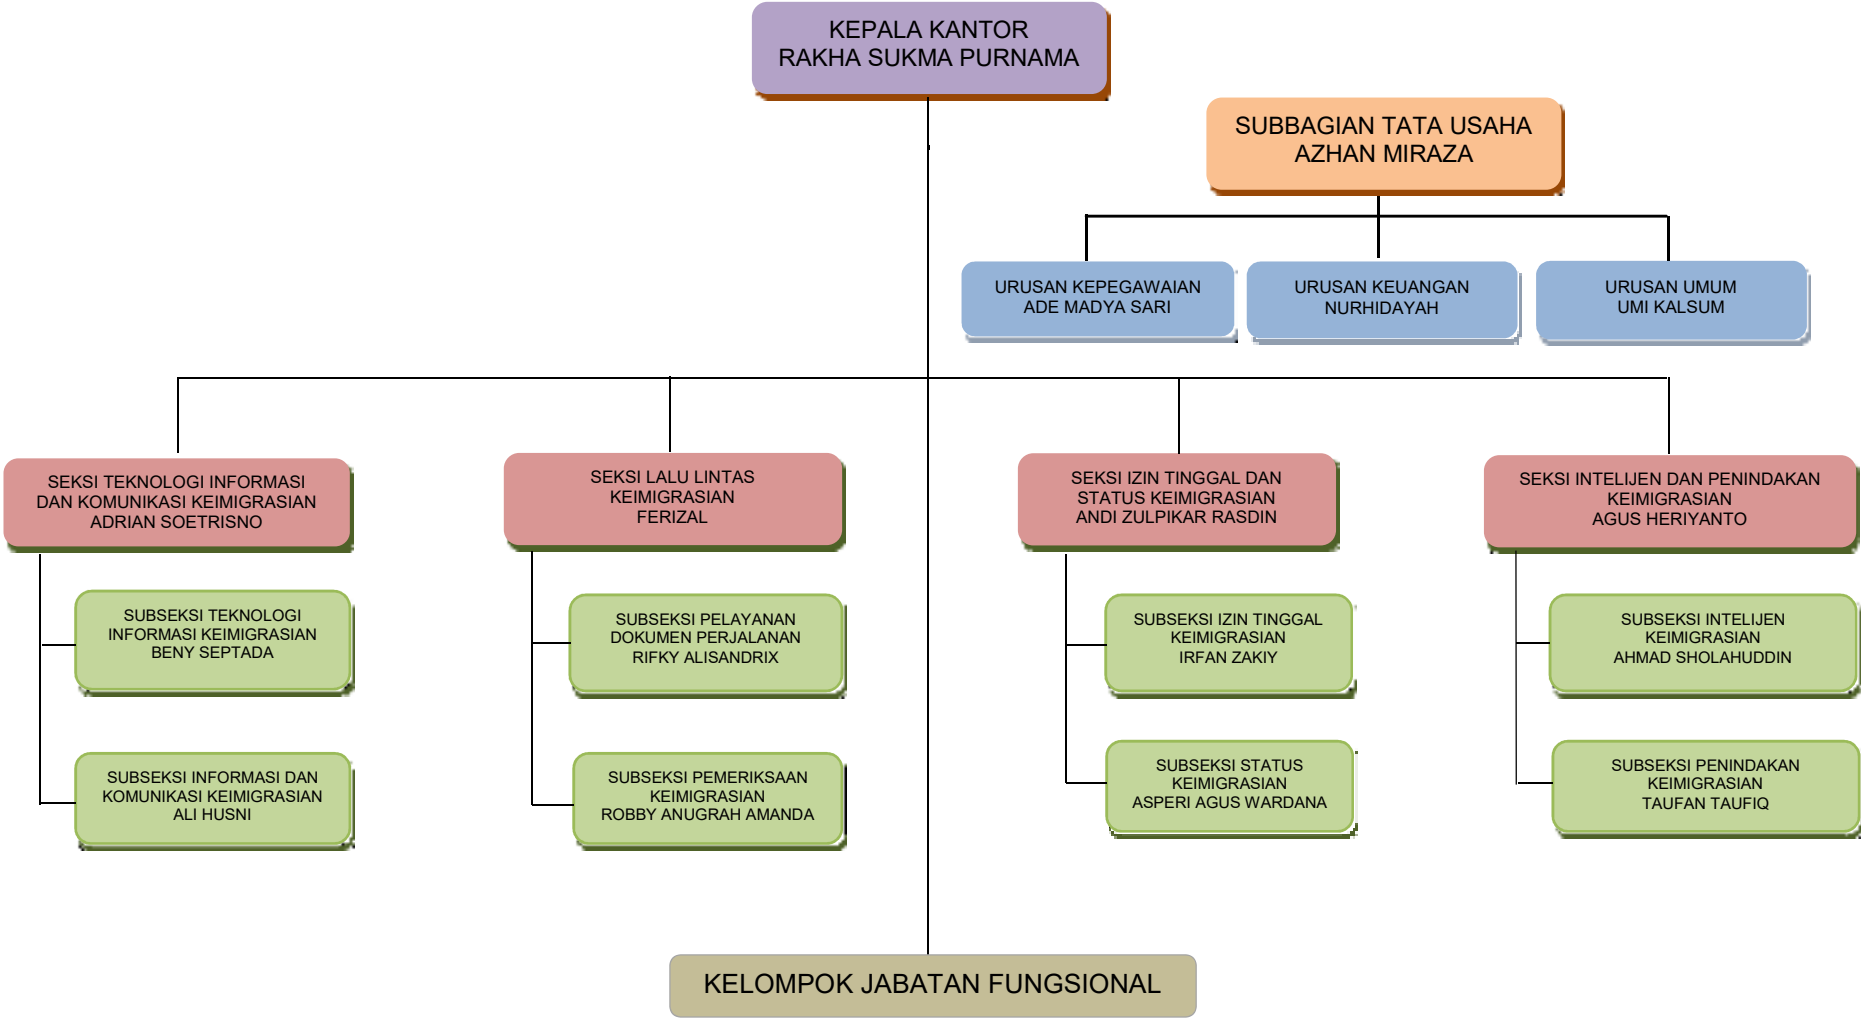 KEPALA KANTOR
RAKHA SUKMA PURNAMA
SUBBAGIAN TATA USAHA
AZHAN MIRAZA
URUSAN KEPEGAWAIAN
ADE MADYA SARI
URUSAN KEUANGAN
NURHIDAYAH
URUSAN UMUM
UMI KALSUM
SEKSI TEKNOLOGI INFORMASI
DAN KOMUNIKASI KEIMIGRASIAN
ADRIAN SOETRISNO
SEKSI LALU LINTAS
KEIMIGRASIAN
FERIZAL
SEKSI IZIN TINGGAL DAN
STATUS KEIMIGRASIAN
ANDI ZULPIKAR RASDIN
SEKSI INTELIJEN DAN PENINDAKAN
KEIMIGRASIAN
AGUS HERIYANTO
SUBSEKSI TEKNOLOGI
INFORMASI KEIMIGRASIAN
BENY SEPTADA
SUBSEKSI PELAYANAN
DOKUMEN PERJALANAN
RIFKY ALISANDRIX
SUBSEKSI IZIN TINGGAL
KEIMIGRASIAN
IRFAN ZAKIY
SUBSEKSI INTELIJEN
KEIMIGRASIAN
AHMAD SHOLAHUDDIN
SUBSEKSI INFORMASI DAN
KOMUNIKASI KEIMIGRASIAN
ALI HUSNI
SUBSEKSI PEMERIKSAAN
KEIMIGRASIAN
ROBBY ANUGRAH AMANDA
SUBSEKSI STATUS
KEIMIGRASIAN
ASPERI AGUS WARDANA
SUBSEKSI PENINDAKAN
KEIMIGRASIAN
TAUFAN TAUFIQ
KELOMPOK JABATAN FUNGSIONAL